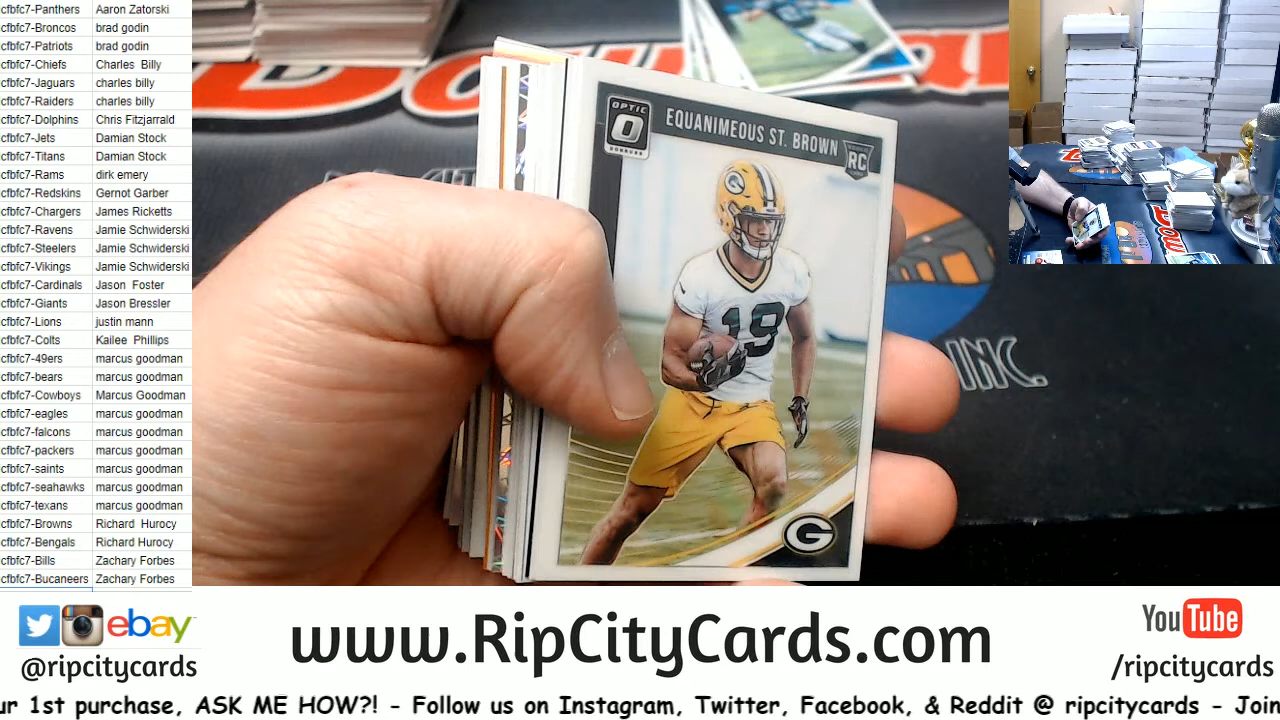 cfbfc7-Panthers Aaron Zatorski
cfbfc7-Broncos brad godin
cfbfc7-Patriots brad godin
cfbfc7-Chiefs Charles Billy
cfbfc7-Jaguars charles billy
cfbfc7-Raiders charles billy
cfbfc7-Dolphins Chris Fitzjarrald
cfbfc7-Jets Damian Stock
cfbfc7-Titans Damian Stock
cfbfc7-Rams dirk emery
cfbfc7-Redskins Gernot Garber
cfbfc7-Chargers James Ricketts
cfbfc7-Ravens Jamie Schwiderski
cfbfc7-Steelers Jamie Schwiderski
cfbfc7-Vikings Jamie Schwiderski
cfbfc7-Cardinals Jason Foster
cfbfc7-Giants Jason Bressler
cfbfc7-Lions justin mann
cfbfc7-Colts Kailee Phillips
cfbfc7-49ers marcus goodman
cfbfc7-bears marcus goodman
cfbfc7-Cowboys Marcus Goodman
cfbfc7-eagles marcus goodman
cfbfc7-falcons marcus goodman
cfbfc7-packers marcus goodman
cfbfc7-saints marcus goodman
cfbfc7-seahawks marcus goodman
cfbfc7-texans marcus goodman
cfbfc7-Browns Richard Hurocy
cfbfc7-Bengals Richard Hurocy
cfbfc7-Bills Zachary Forbes
cfbfc7-Bucaneers Zachary Forbes
OPTIC
O
DONRUSS
EQUANIMEOUS ST. BROWN
RC
G
19
G
INC.
ebay
@ripcitycards
www.RipCityCards.com
YouTube
/ripcitycards
ur 1st purchase, ASK ME HOW?! - Follow us on Instagram, Twitter, Facebook, & Reddit @ ripcitycards - Join